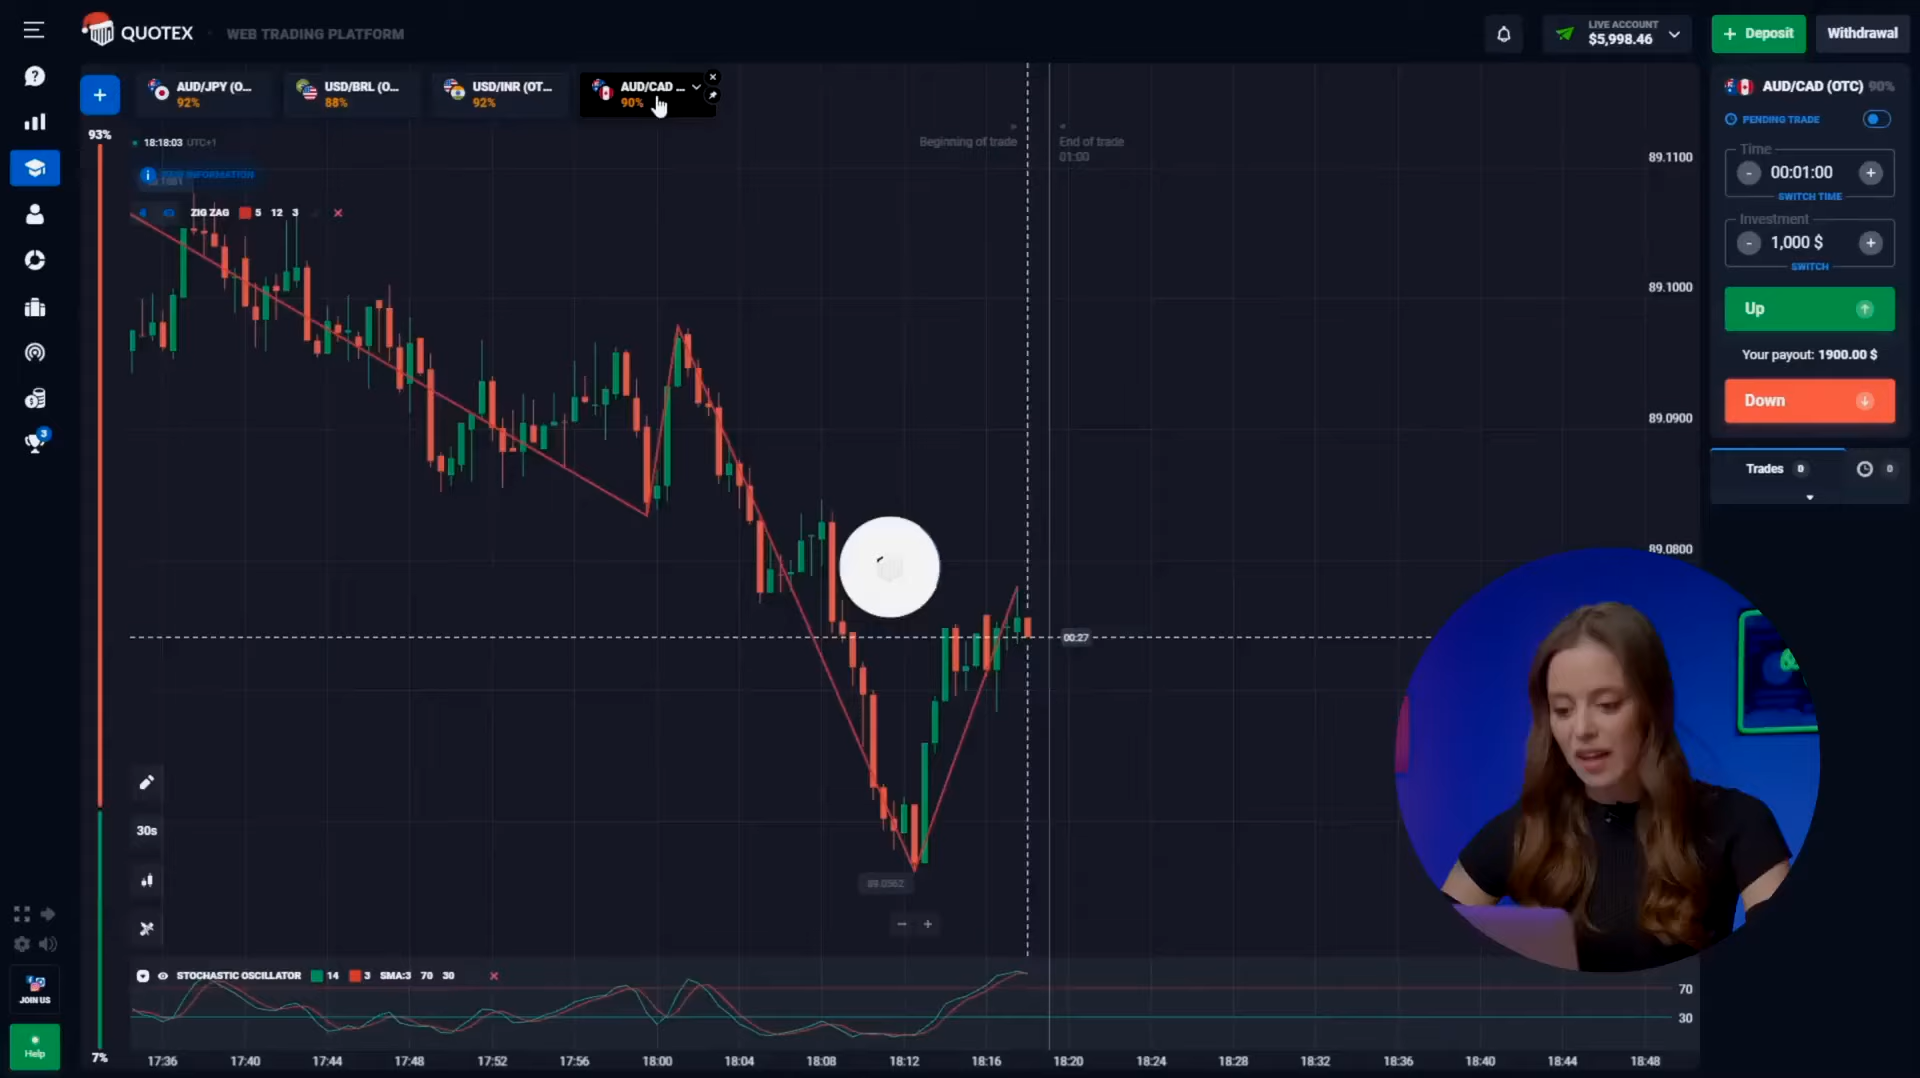 QUOTEX
WEB TRADING PLATFORM
LIVE ACCOUNT
$5,998.46
Deposit
Withdrawal
AUD/JPY (O...
92%
USD/BRL (O...
88%
USD/INR (OT...
92%
AUD/CAD ...
90%
AUD/CAD (OTC) 90%
PENDING TRADE
93%
18:18:03 UTC+1
Beginning of trade
End of trade
01:00
INFORMATION
ZIG ZAG 5 12 3
Time
00:01:00
SWITCH TIME
Investment
1,000 $
SWITCH
Up
Your payout: 1900.00 $
Down
Trades 0
0
3
89.1100
89.1000
89.0900
89.0800
00:27
30s
89.0562
STOCHASTIC OSCILLATOR 14 3 SMA:3 70 30
70
30
JOIN US
Help
7%
17:36 17:40 17:44 17:48 17:52 17:56 18:00 18:04 18:08 18:12 18:16 18:20 18:24 18:28 18:32 18:36 18:40 18:44 18:48